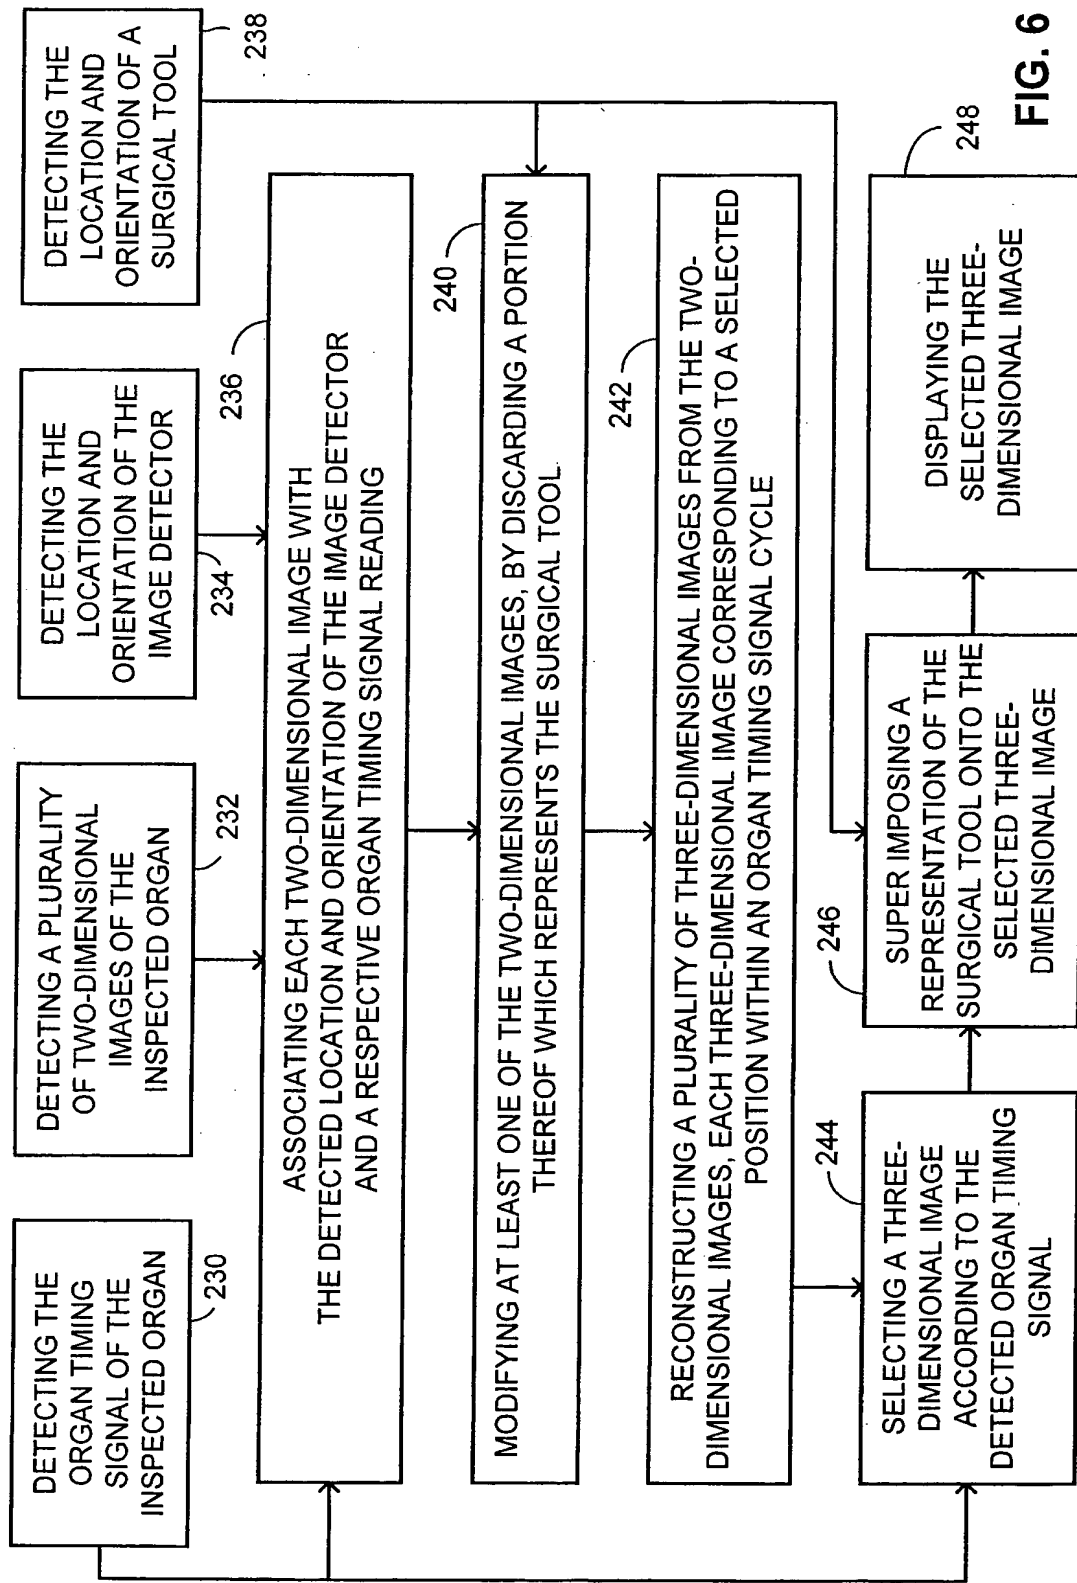 DETECTING THE
ORGAN TIMING
SIGNAL OF THE
INSPECTED ORGAN
230
DETECTING A PLURALITY
OF TWO-DIMENSIONAL
IMAGES OF THE
INSPECTED ORGAN
232
DETECTING THE
LOCATION AND
ORIENTATION OF THE
IMAGE DETECTOR
234
DETECTING THE
LOCATION AND
ORIENTATION OF A
SURGICAL TOOL
238
236
ASSOCIATING EACH TWO-DIMENSIONAL IMAGE WITH
THE DETECTED LOCATION AND ORIENTATION OF THE IMAGE DETECTOR
AND A RESPECTIVE ORGAN TIMING SIGNAL READING
240
MODIFYING AT LEAST ONE OF THE TWO-DIMENSIONAL IMAGES, BY DISCARDING A PORTION
THEREOF WHICH REPRESENTS THE SURGICAL TOOL
242
RECONSTRUCTING A PLURALITY OF THREE-DIMENSIONAL IMAGES FROM THE TWO-
DIMENSIONAL IMAGES, EACH THREE-DIMENSIONAL IMAGE CORRESPONDING TO A SELECTED
POSITION WITHIN AN ORGAN TIMING SIGNAL CYCLE
244
SELECTING A THREE-
DIMENSIONAL IMAGE
ACCORDING TO THE
DETECTED ORGAN TIMING
SIGNAL
246
SUPER IMPOSING A
REPRESENTATION OF THE
SURGICAL TOOL ONTO THE
SELECTED THREE-
DIMENSIONAL IMAGE
248
DISPLAYING THE
SELECTED THREE-
DIMENSIONAL IMAGE
FIG. 6